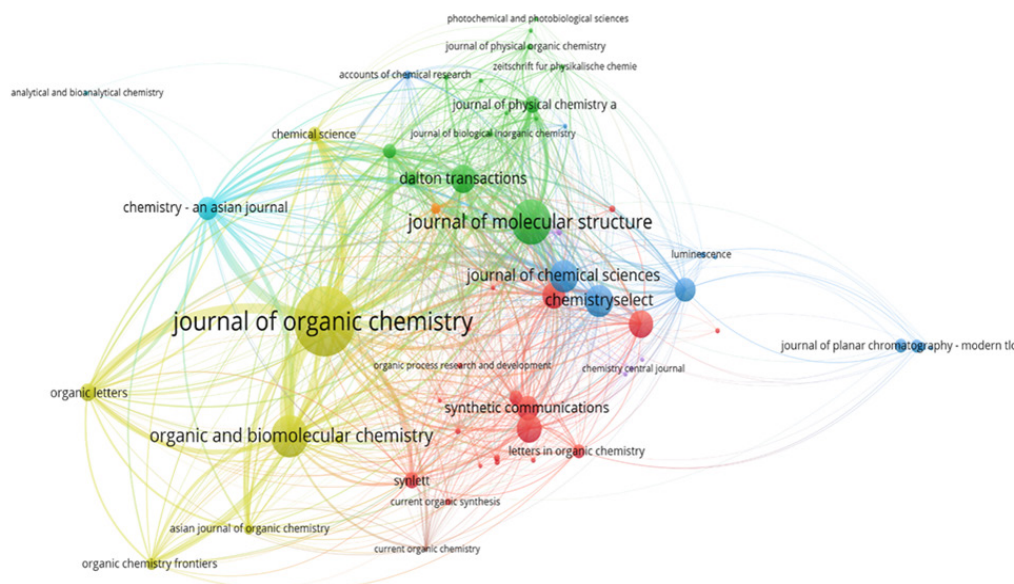 photochemical and photobiological sciences
journal of physical organic chemistry
zeitschrift fur physikalische chemie
accounts of chemical research
analytical and bioanalytical chemistry
journal of physical chemistry a
chemical science
journal of biological inorganic chemistry
dalton transactions
chemistry - an asian journal
journal of molecular structure
luminescence
journal of chemical sciences
chemistryselect
journal of organic chemistry
journal of planar chromatography - modern tlc
organic process research and development
chemistry central journal
organic letters
synthetic communications
organic and biomolecular chemistry
letters in organic chemistry
synlett
current organic synthesis
asian journal of organic chemistry
current organic chemistry
organic chemistry frontiers